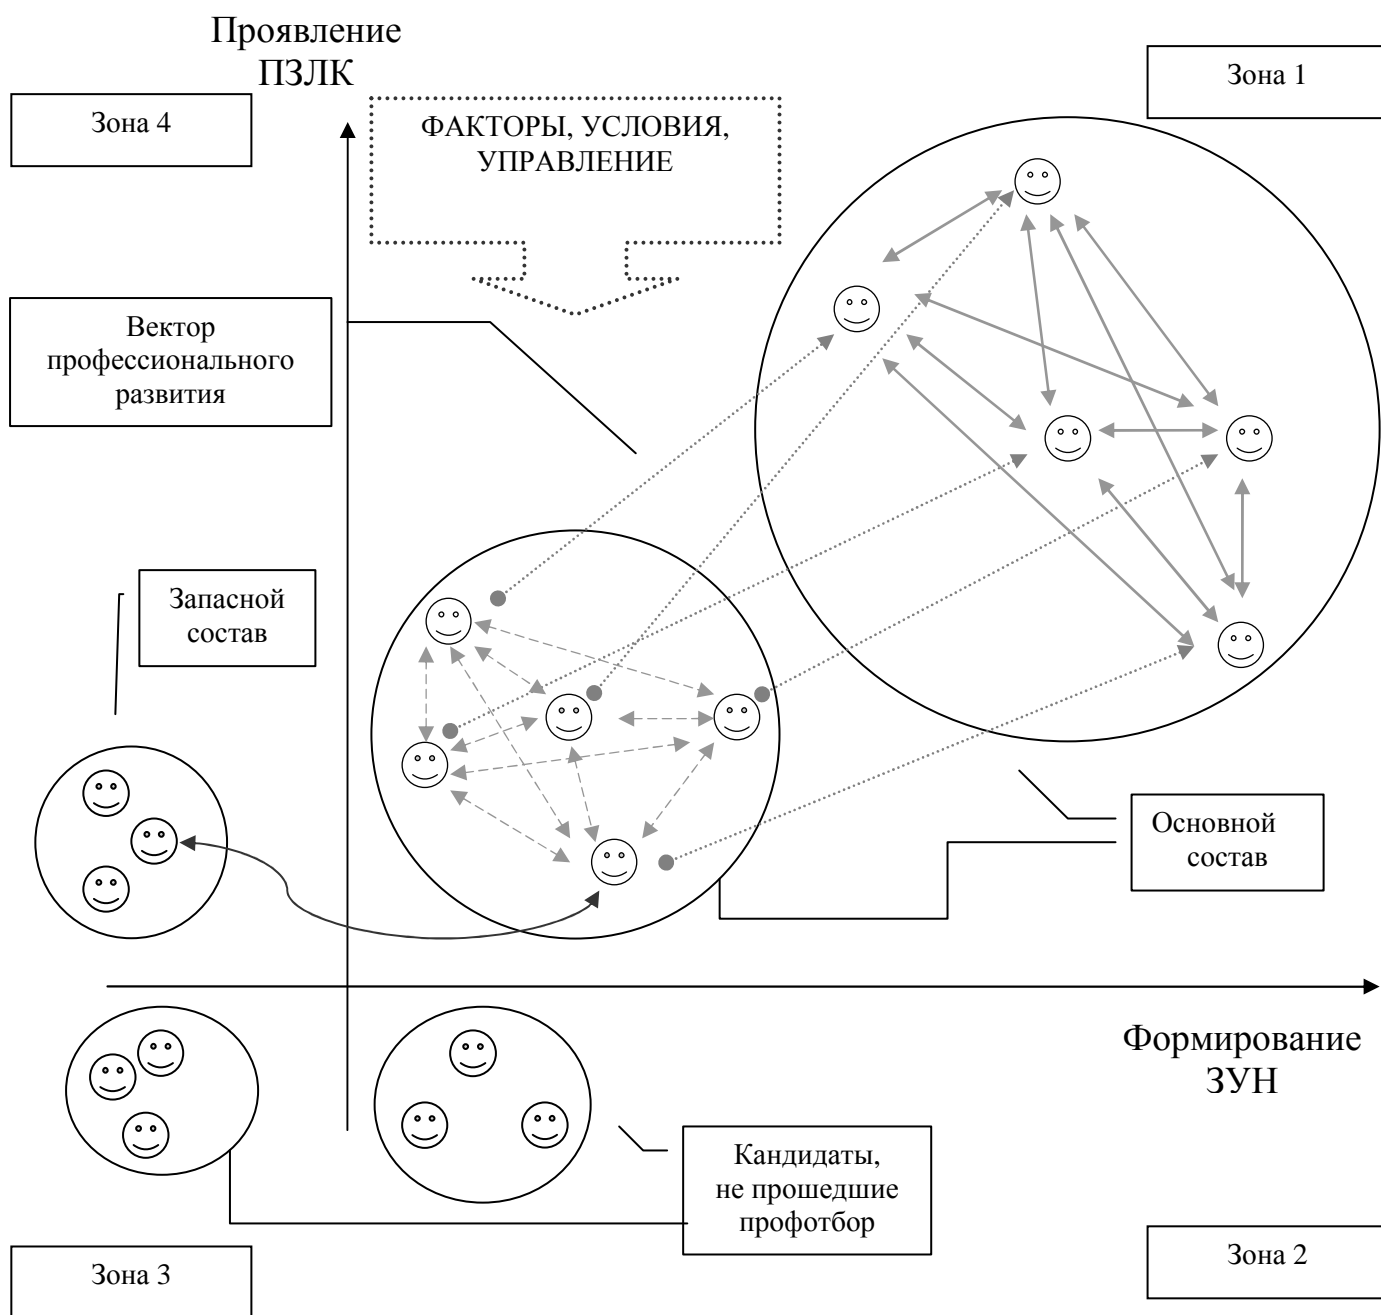 Проявление
ПЗЛК
Зона 1
Зона 4
ФАКТОРЫ, УСЛОВИЯ,
УПРАВЛЕНИЕ
Вектор
профессионального
развития
Запасной
состав
Основной
состав
Формирование
ЗУН
Кандидаты,
не прошедшие
профотбор
Зона 3
Зона 2